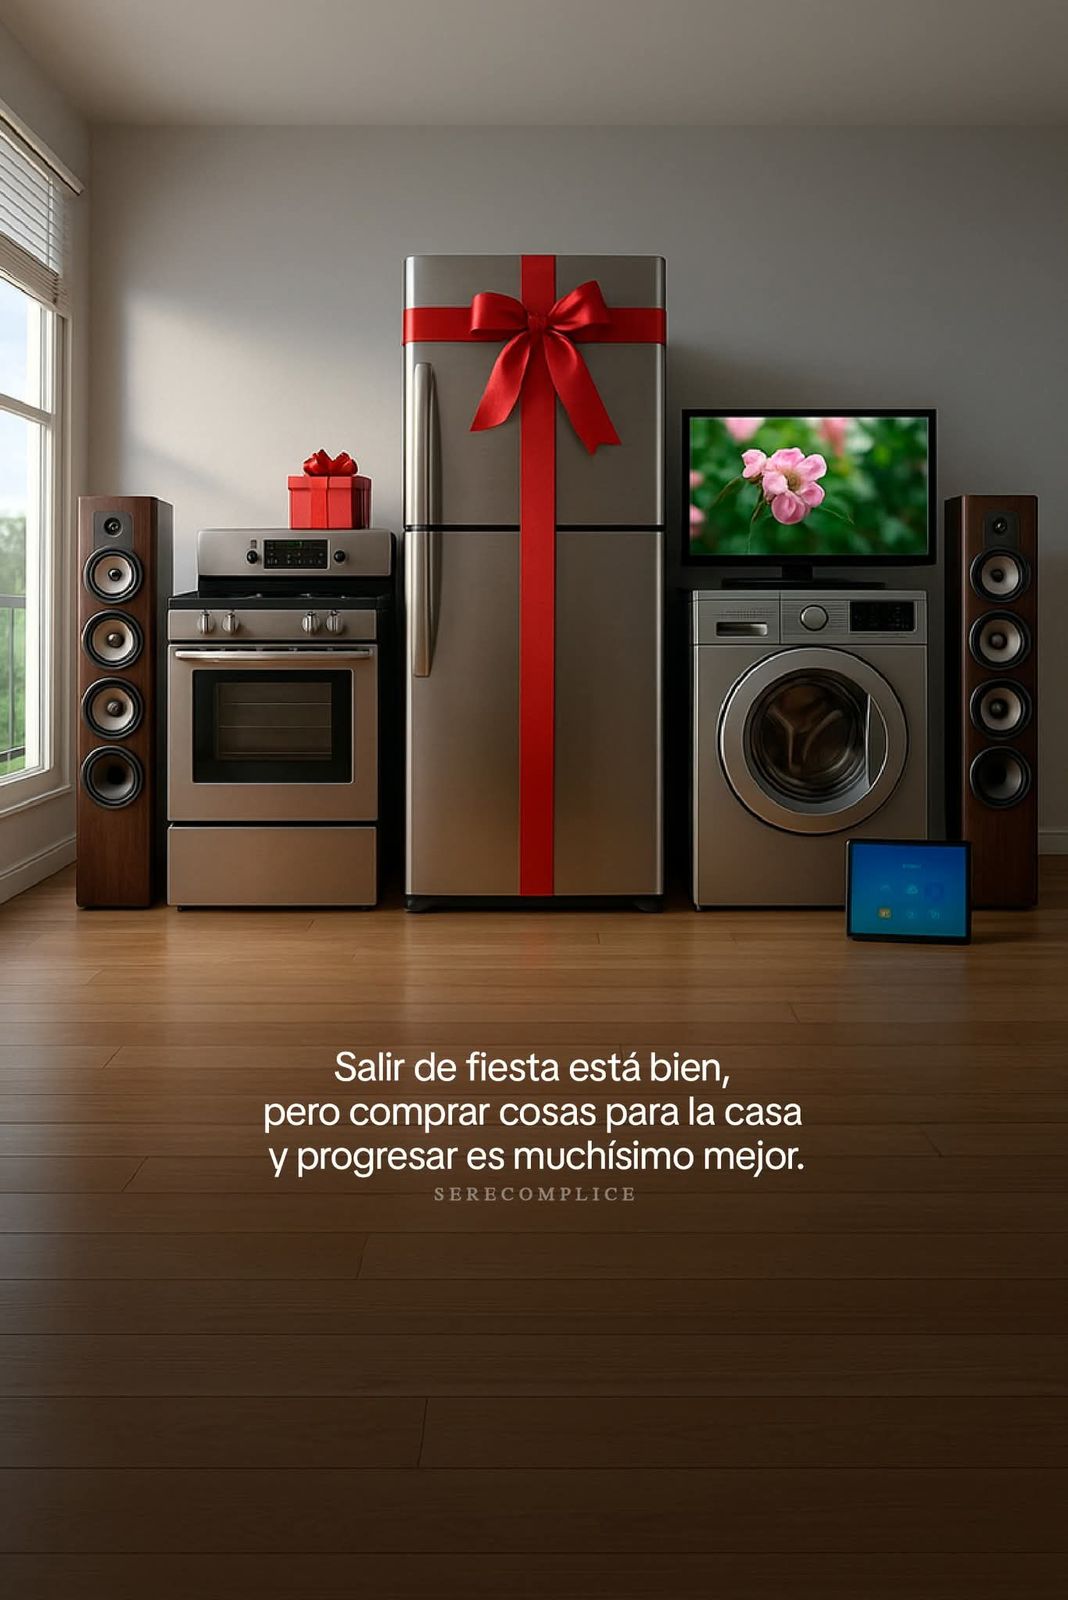 Salir de fiesta está bien,
pero comprar cosas para la casa
y progresar es muchísimo mejor.
SERECOMPLICE